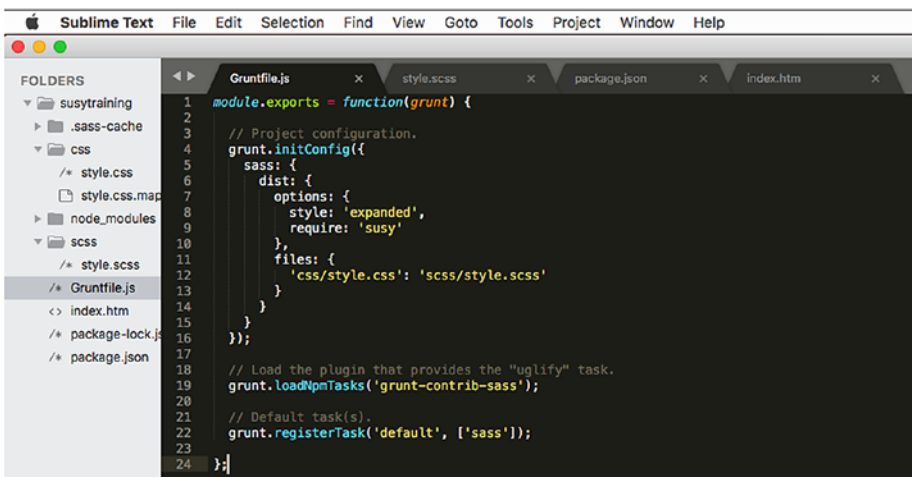 Sublime Text File Edit Selection Find View Goto Tools Project Window Help
FOLDERS
susytraining
.sass-cache
css
/* style.css
style.css.map
node_modules
scss
/* style.scss
/* Gruntfile.js
<> index.htm
/* package-lock.js
/* package.json
Gruntfile.js × style.scss × package.json × index.htm ×
1 module.exports = function(grunt) {
2
3 // Project configuration.
4 grunt.initConfig({
5 sass: {
6 dist: {
7 options: {
8 style: 'expanded',
9 require: 'susy'
10 },
11 files: {
12 'css/style.css': 'scss/style.scss'
13 }
14 }
15 }
16 });
17
18 // Load the plugin that provides the "uglify" task.
19 grunt.loadNpmTasks('grunt-contrib-sass');
20
21 // Default task(s).
22 grunt.registerTask('default', ['sass']);
23
24 };